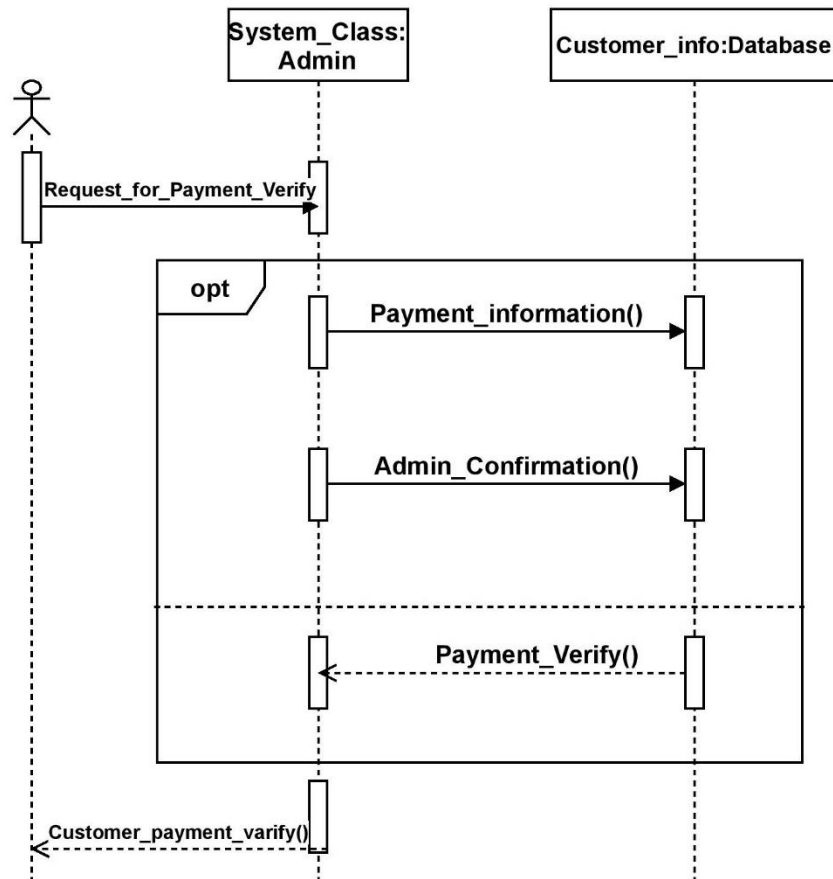 System_Class:
Admin
Customer_info:Database
Request_for_Payment_Verify
opt
Payment_information()
Admin_Confirmation()
Payment_Verify()
Customer_payment_varify()